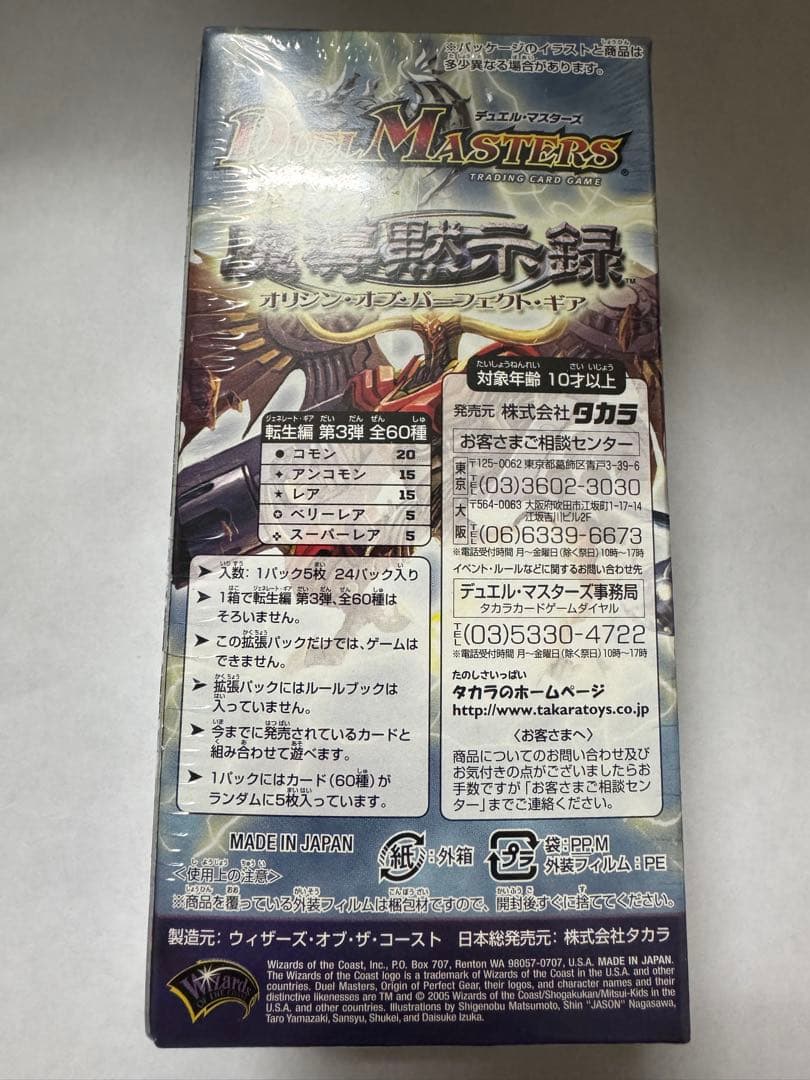 ※パッケージのイラストと商品は
多少異なる場合があります。
デュエル・マスターズ
DUEL MASTERS
TRADING CARD GAME
魔導黙示録
オリジン・オブ・パーフェクト・ギア
対象年齢 10才以上
転生編 第3弾 全60種
● コモン 20
✦ アンコモン 15
★ レア 15
✪ ベリーレア 5
❖ スーパーレア 5
➤ 入数：1パック5枚 24パック入り
➤ 1箱で転生編 第3弾、全60種は
そろいません。
➤ この拡張パックだけでは、ゲームは
できません。
➤ 拡張パックにはルールブックは
入っていません。
➤ 今までに発売されているカードと
組み合わせて遊べます。
➤ 1パックにはカード（60種）が
ランダムに5枚入っています。
発売元 株式会社タカラ
お客さまご相談センター
東京 〒125-0062 東京都葛飾区青戸3-39-6
TEL(03)3602-3030
大阪 〒564-0063 大阪府吹田市江坂町1-17-14
江坂吉川ビル2F
TEL(06)6339-6673
※電話受付時間 月～金曜日（除く祭日）10時～17時
イベント・ルールなどに関するお問い合わせ先
デュエル・マスターズ事務局
タカラカードゲームダイヤル
TEL(03)5330-4722
※電話受付時間 月～金曜日（除く祭日）10時～17時
たのしさいっぱい
タカラのホームページ
http://www.takaratoys.co.jp
〈お客さまへ〉
商品についてのお問い合わせ及び
お気付きの点がございましたらお
手数ですが「お客さまご相談セン
ター」までご連絡ください。
MADE IN JAPAN
紙：外箱
プラ 袋：PP,M
外装フィルム：PE
＜使用上の注意＞
※商品を覆っている外装フィルムは梱包材ですので、開封後すぐに捨ててください。
製造元：ウィザーズ・オブ・ザ・コースト 日本総発売元：株式会社タカラ
Wizards
OF THE COAST
Wizards of the Coast, Inc., P.O. Box 707, Renton WA 98057-0707, U.S.A. MADE IN JAPAN.
The Wizards of the Coast logo is a trademark of Wizards of the Coast in the U.S.A. and other
countries. Duel Masters, Origin of Perfect Gear, their logos, and character names and their
distinctive likenesses are TM and © 2005 Wizards of the Coast/Shogakukan/Mitsui-Kids in the
U.S.A. and other countries. Illustrations by Shigenobu Matsumoto, Shin "JASON" Nagasawa,
Taro Yamazaki, Sansyu, Shukei, and Daisuke Izuka.